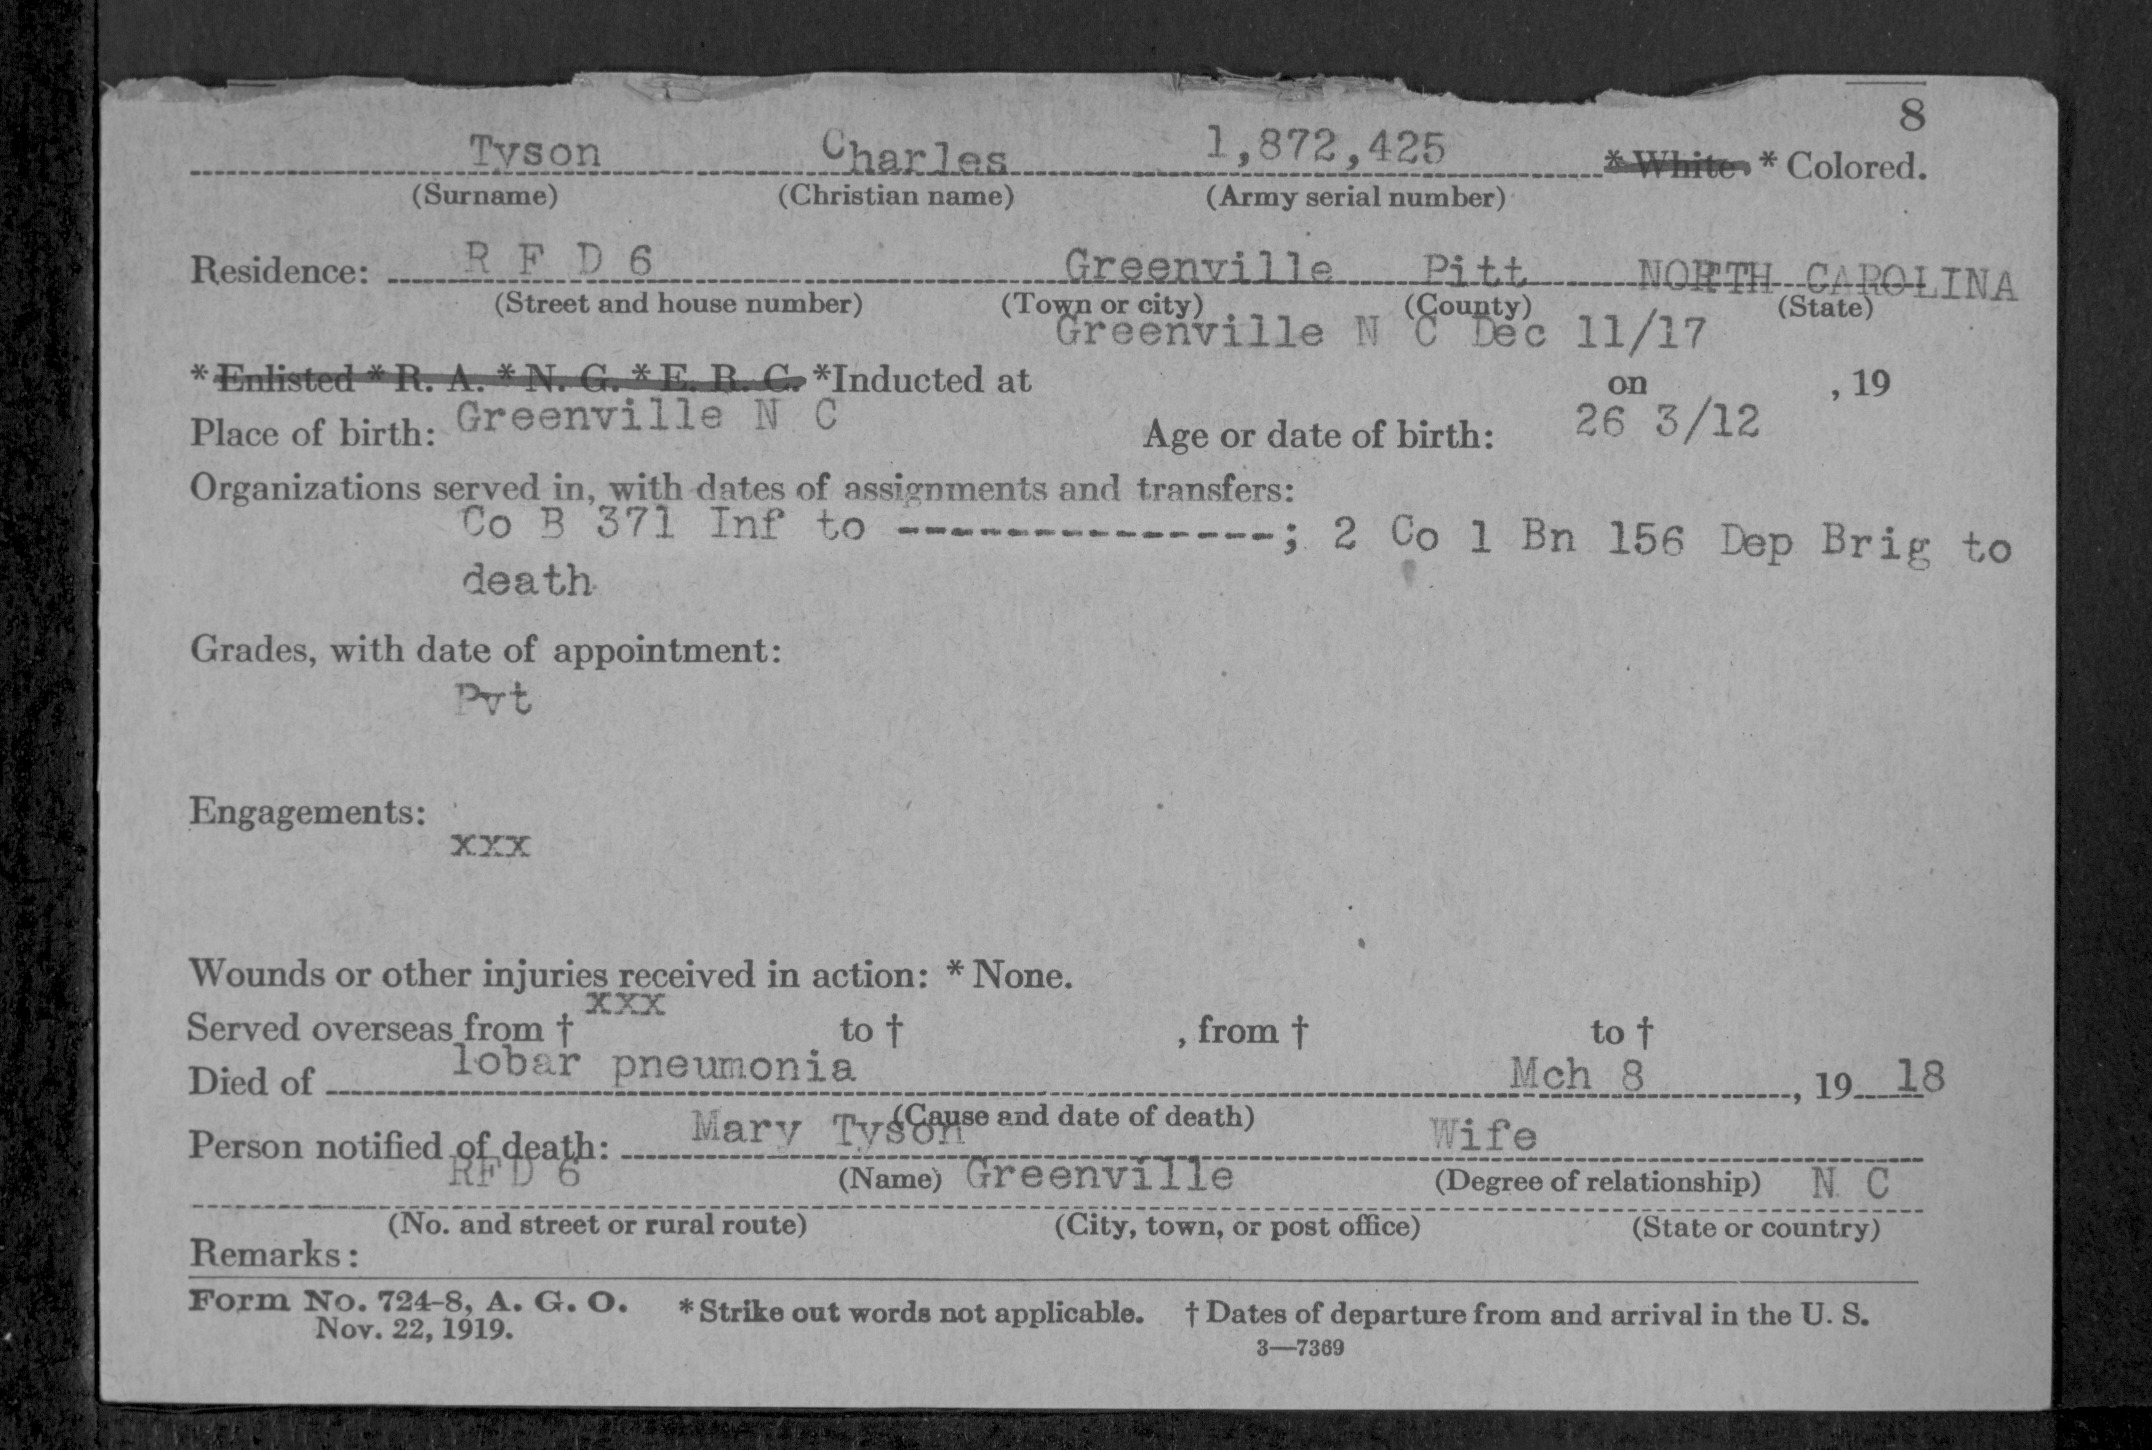 8
Tyson Charles 1,872,425 * White * Colored.
(Surname) (Christian name) (Army serial number)
Residence: R F D 6 Greenville Pitt NORTH CAROLINA
(Street and house number) (Town or city) (County) (State)
Greenville N C Dec 11/17
* Enlisted * R. A. * N. G. * E. R. C. * Inducted at on , 19
Place of birth: Greenville N C Age or date of birth: 26 3/12
Organizations served in, with dates of assignments and transfers:
Co B 371 Inf to ---------------; 2 Co 1 Bn 156 Dep Brig to
death
Grades, with date of appointment:
Pvt
Engagements:
xxx
Wounds or other injuries received in action: * None.
xxx
Served overseas from † to † , from † to †
Died of lobar pneumonia Mch 8, 19 18
(Cause and date of death)
Person notified of death: Mary Tyson Wife
(Name) (Degree of relationship)
RFD 6 Greenville N C
(No. and street or rural route) (City, town, or post office) (State or country)
Remarks:
Form No. 724-8, A. G. O. * Strike out words not applicable. † Dates of departure from and arrival in the U. S.
Nov. 22, 1919.
3—7369